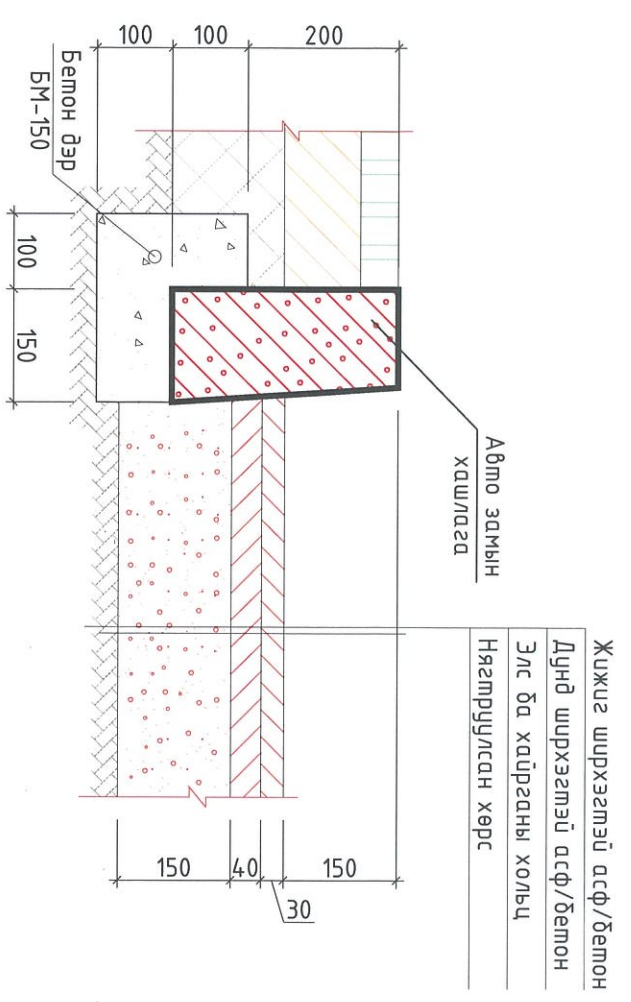 Жижиг ширхэгтэй асф/бетон
Дунд ширхэгтэй асф/бетон
Элс ба хайрганы хольц
Нягтруулсан хөрс
Авто замын
хашлага
Бетон дэр
БМ-150
200
100
100
100
150
150
30
40
150